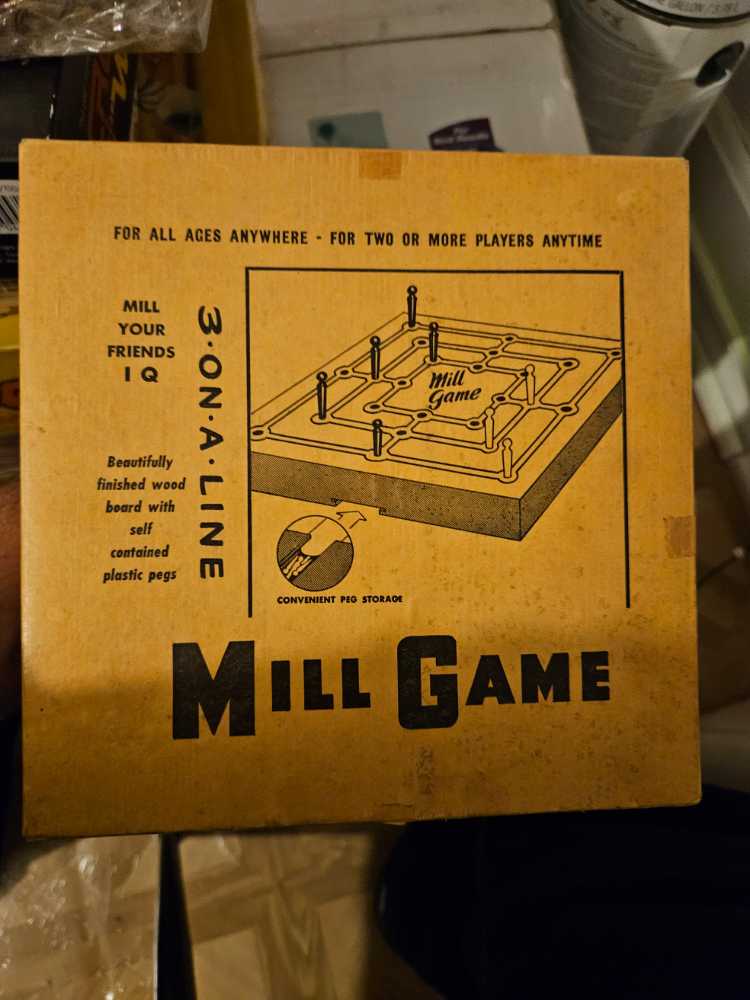 FOR ALL AGES ANYWHERE - FOR TWO OR MORE PLAYERS ANYTIME
MILL
YOUR
FRIENDS
I Q
3·ON·A·LINE
Beautifully
finished wood
board with
self
contained
plastic pegs
Mill
Game
CONVENIENT PEG STORAGE
MILL GAME